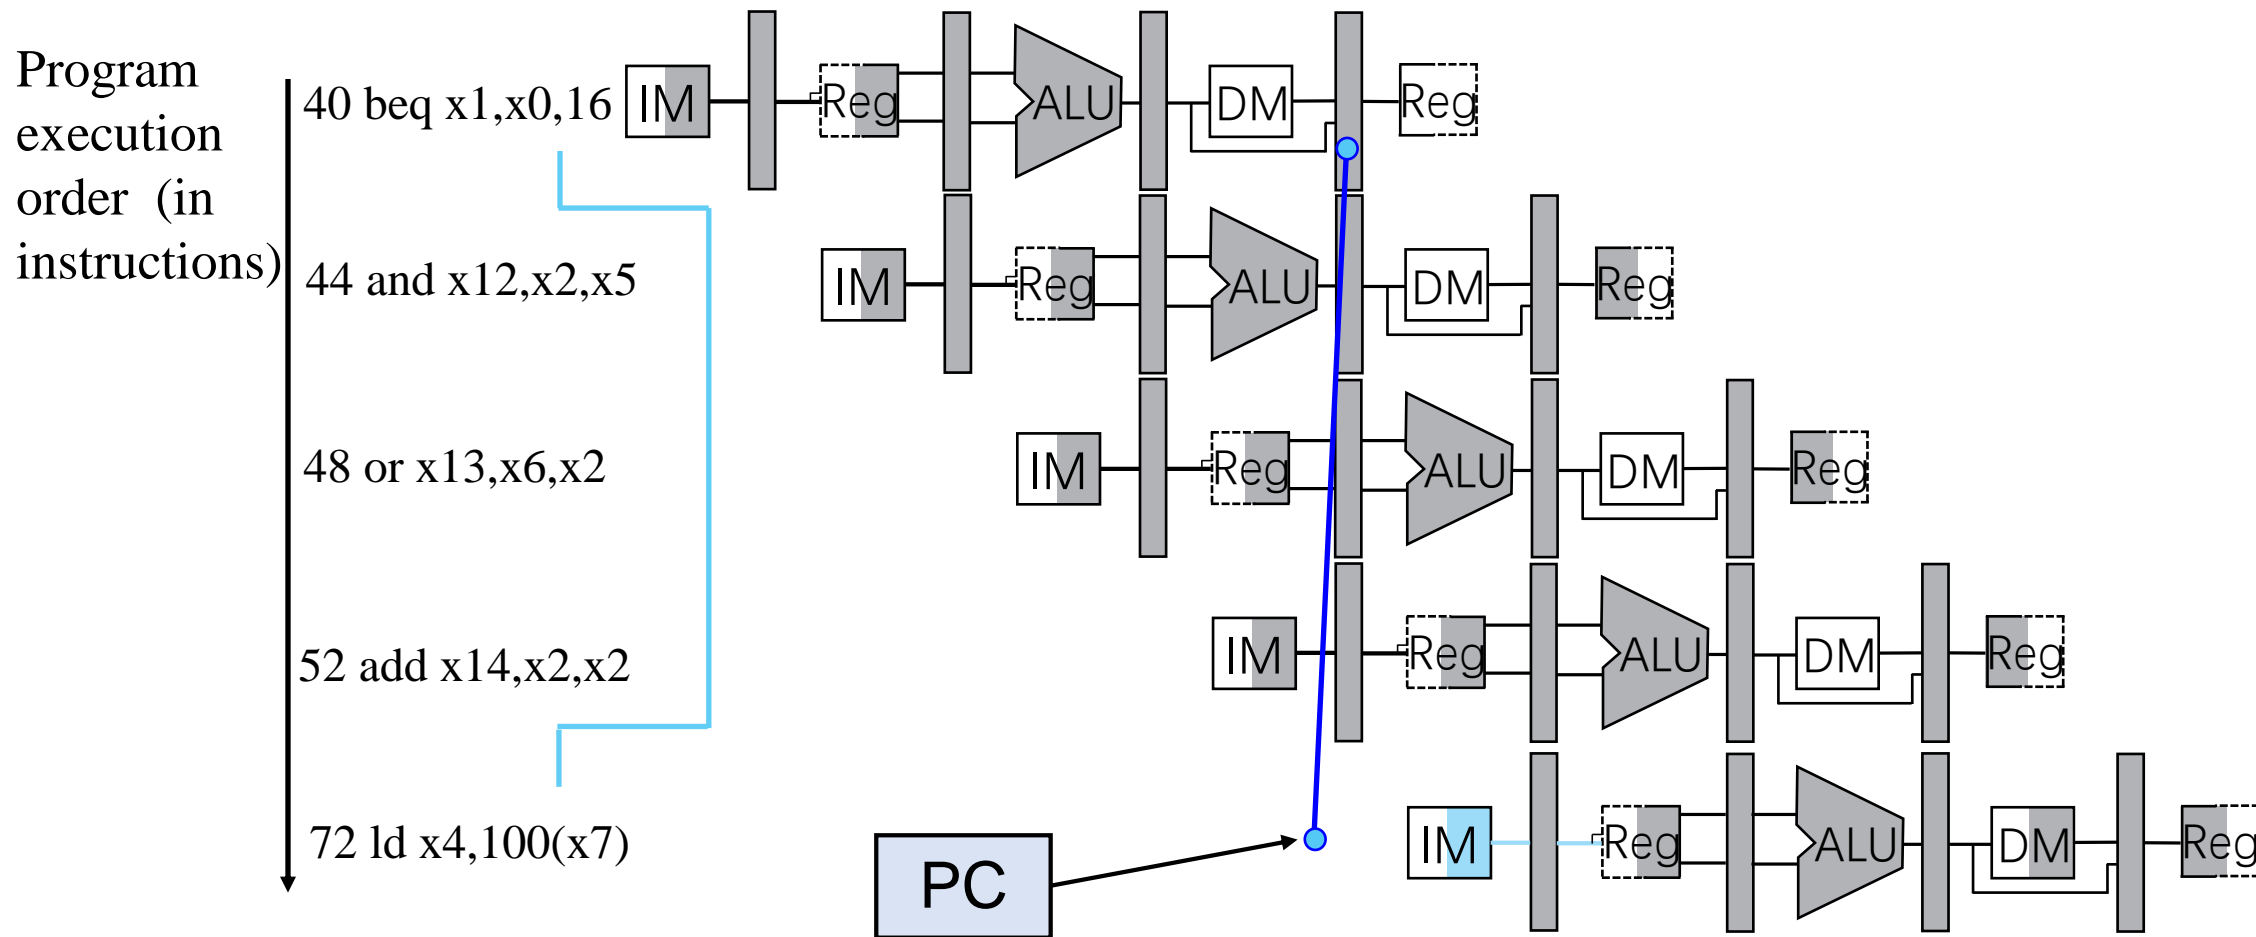 Program
execution
order (in
instructions)
40 beq x1,x0,16
IM
Reg
ALU
DM
Reg
44 and x12,x2,x5
IM
Reg
ALU
DM
Reg
48 or x13,x6,x2
IM
Reg
ALU
DM
Reg
52 add x14,x2,x2
IM
Reg
ALU
DM
Reg
72 ld x4,100(x7)
IM
Reg
ALU
DM
Reg
PC